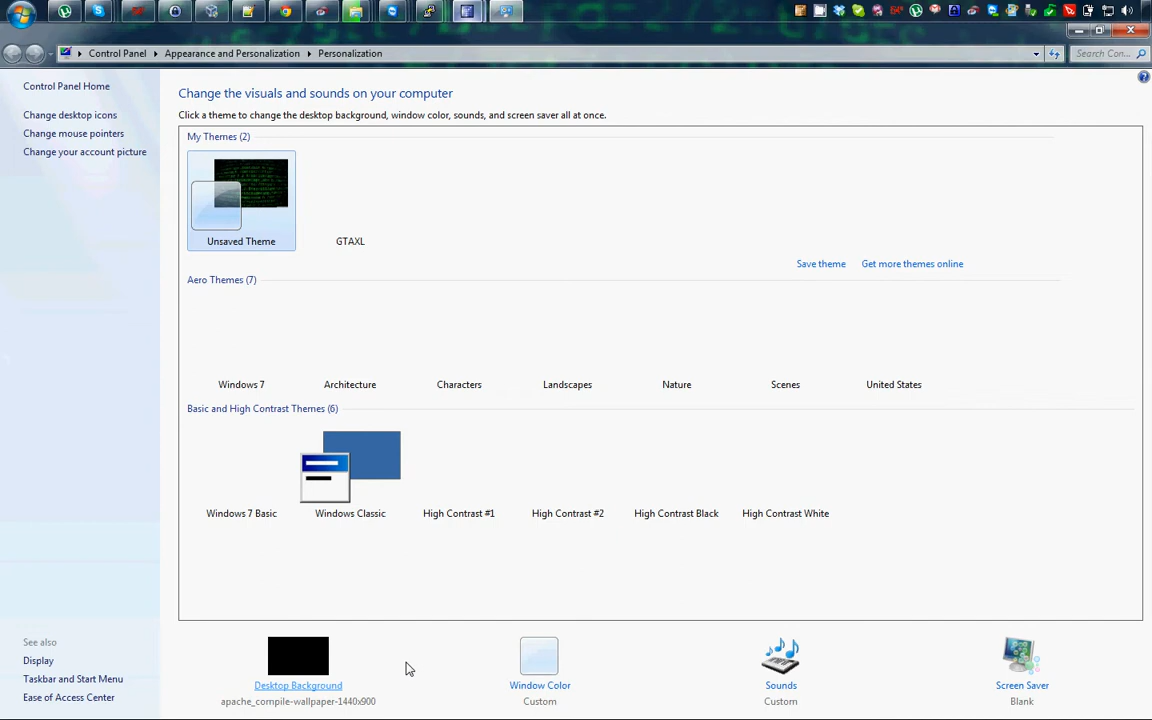 Control Panel
Appearance and Personalization
Personalization
Search Con...
Control Panel Home
Change desktop icons
Change mouse pointers
Change your account picture
Change the visuals and sounds on your computer
Click a theme to change the desktop background, window color, sounds, and screen saver all at once.
My Themes (2)
Unsaved Theme
GTAXL
Save theme
Get more themes online
Aero Themes (7)
Windows 7
Architecture
Characters
Landscapes
Nature
Scenes
United States
Basic and High Contrast Themes (6)
Windows 7 Basic
Windows Classic
High Contrast #1
High Contrast #2
High Contrast Black
High Contrast White
See also
Display
Taskbar and Start Menu
Ease of Access Center
Desktop Background
apache_compile-wallpaper-1440x900
Window Color
Custom
Sounds
Custom
Screen Saver
Blank